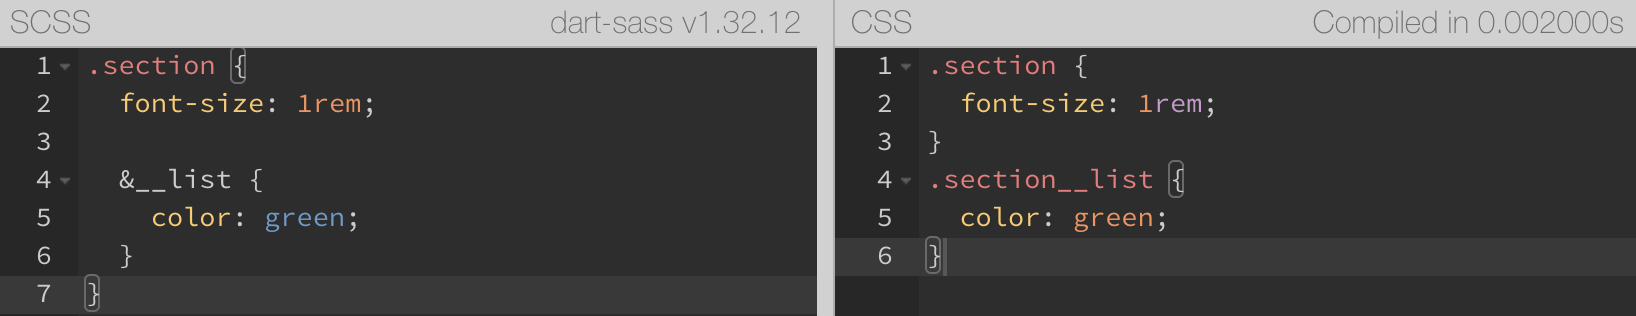 SCSS dart-sass v1.32.12
1 .section {
2   font-size: 1rem;
3
4   &__list {
5     color: green;
6   }
7 }
CSS Compiled in 0.002000s
1 .section {
2   font-size: 1rem;
3 }
4 .section__list {
5   color: green;
6 }